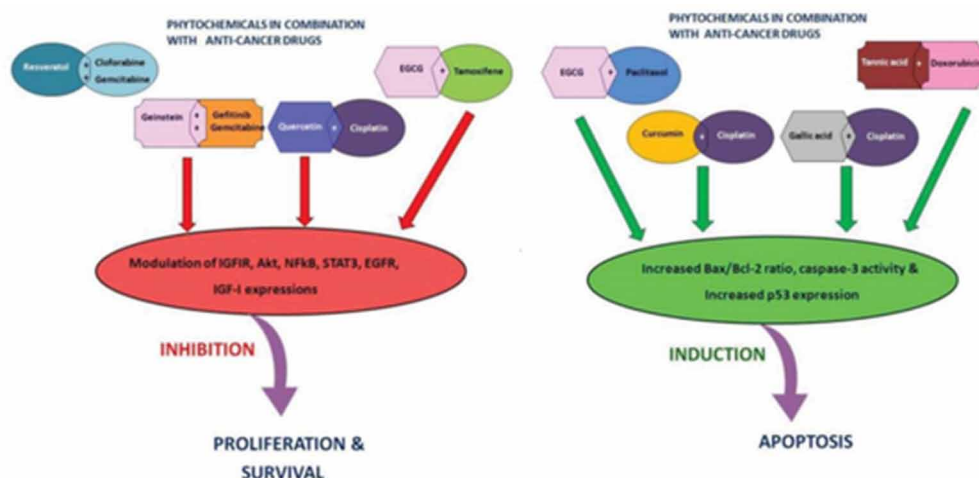 PHYTOCHEMICALS IN COMBINATION
WITH ANTI-CANCER DRUGS
Resveratol
+
+
Cloforabine
Gemcitabine
EGCG
+
Tamosifene
Geinstein
+
+
Gefitinib
Gemcitabine
Quercetin
+
Cisplatin
Modulation of IGFIR, Akt, NFkB, STAT3, EGFR,
IGF-I expressions
INHIBITION
PROLIFERATION &
SURVIVAL
PHYTOCHEMICALS IN COMBINATION
WITH ANTI-CANCER DRUGS
EGCG
+
Paclitaxol
Tannic acid
+
Doxorubicin
Curcumin
+
Cisplatin
Gallic acid
+
Cisplatin
Increased Bax/Bcl-2 ratio, caspase-3 activity &
Increased p53 expression
INDUCTION
APOPTOSIS